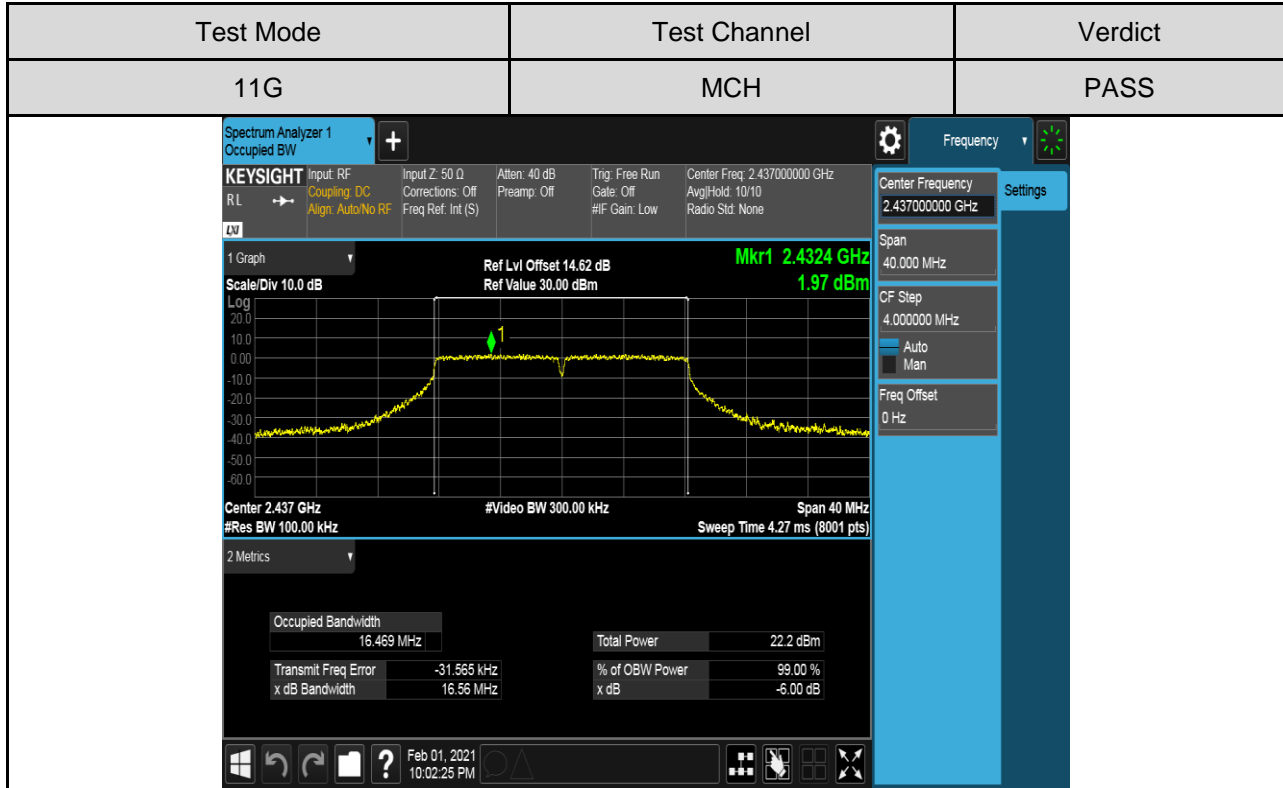 Test Mode Test Channel Verdict
11G MCH PASS
Spectrum Analyzer 1
Occupied BW
+
Frequency
KEYSIGHT
RL
LXI
Input: RF
Coupling: DC
Align: Auto/No RF
Input Z: 50 Ω
Corrections: Off
Freq Ref: Int (S)
Atten: 40 dB
Preamp: Off
Trig: Free Run
Gate: Off
#IF Gain: Low
Center Freq: 2.437000000 GHz
Avg|Hold: 10/10
Radio Std: None
Center Frequency
2.437000000 GHz
Settings
Span
40.000 MHz
CF Step
4.000000 MHz
Auto
Man
Freq Offset
0 Hz
1 Graph
Scale/Div 10.0 dB
Ref Lvl Offset 14.62 dB
Ref Value 30.00 dBm
Mkr1 2.4324 GHz
1.97 dBm
Log
20.0
10.0
0.00
-10.0
-20.0
-30.0
-40.0
-50.0
-60.0
1
Center 2.437 GHz #Video BW 300.00 kHz Span 40 MHz
#Res BW 100.00 kHz Sweep Time 4.27 ms (8001 pts)
2 Metrics
Occupied Bandwidth
16.469 MHz
Total Power 22.2 dBm
Transmit Freq Error -31.565 kHz
% of OBW Power 99.00 %
x dB Bandwidth 16.56 MHz
x dB -6.00 dB
?
Feb 01, 2021
10:02:25 PM